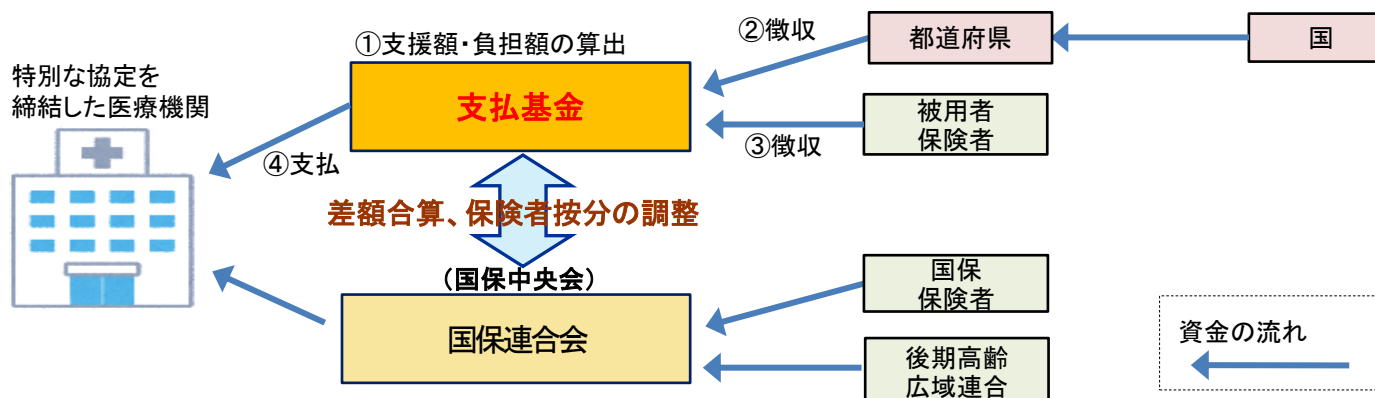 ①支援額・負担額の算出
②徴収
都道府県
国
特別な協定を
締結した医療機関
支払基金
被用者
保険者
③徴収
④支払
差額合算、保険者按分の調整
（国保中央会）
国保連合会
国保
保険者
後期高齢
広域連合
資金の流れ